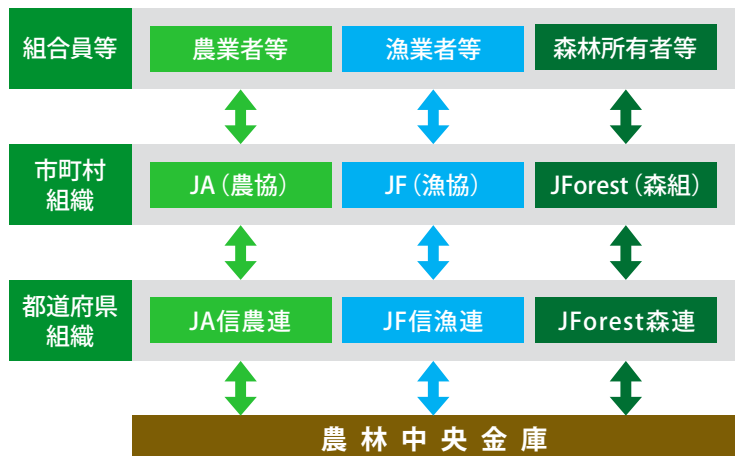 組合員等
農業者等
漁業者等
森林所有者等
市町村
組織
JA（農協）
JF（漁協）
JForest（森組）
都道府県
組織
JA信農連
JF信漁連
JForest森連
農林中央金庫